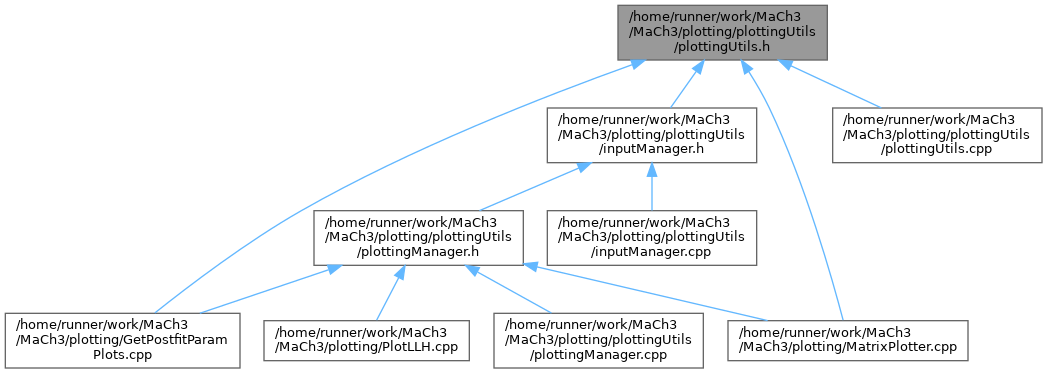 /home/runner/work/MaCh3
/MaCh3/plotting/plottingUtils
/plottingUtils.h
/home/runner/work/MaCh3
/MaCh3/plotting/plottingUtils
/inputManager.h
/home/runner/work/MaCh3
/MaCh3/plotting/plottingUtils
/plottingUtils.cpp
/home/runner/work/MaCh3
/MaCh3/plotting/plottingUtils
/plottingManager.h
/home/runner/work/MaCh3
/MaCh3/plotting/plottingUtils
/inputManager.cpp
/home/runner/work/MaCh3
/MaCh3/plotting/GetPostfitParam
Plots.cpp
/home/runner/work/MaCh3
/MaCh3/plotting/PlotLLH.cpp
/home/runner/work/MaCh3
/MaCh3/plotting/plottingUtils
/plottingManager.cpp
/home/runner/work/MaCh3
/MaCh3/plotting/MatrixPlotter.cpp